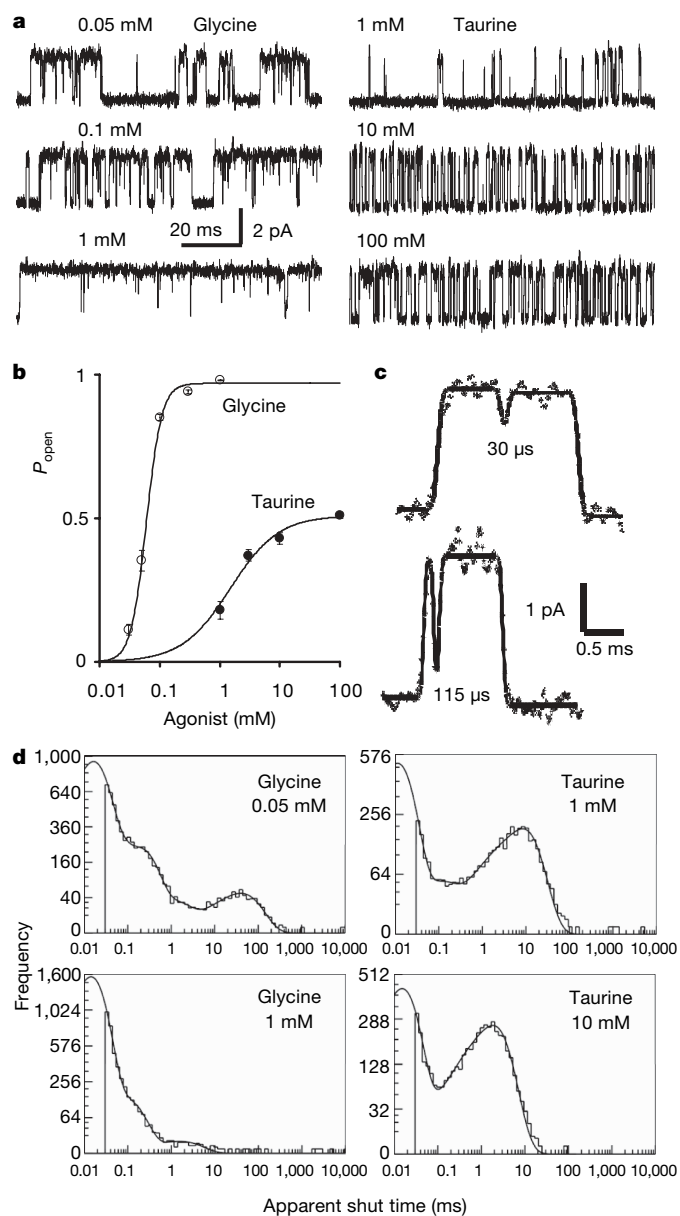 a
0.05 mM Glycine
1 mM Taurine
0.1 mM
10 mM
20 ms 2 pA
1 mM
100 mM
b
1
0.5
0
P_open
Glycine
Taurine
0.01 0.1 1 10 100
Agonist (mM)
c
30 µs
1 pA
0.5 ms
115 µs
d
Frequency
1,000
640
360
160
40
0
Glycine
0.05 mM
0.01 0.1 1 10 100 1,000 10,000
576
256
64
0
Taurine
1 mM
0.01 0.1 1 10 100 1,000 10,000
1,600
1,024
576
256
64
0
Glycine
1 mM
0.01 0.1 1 10 100 1,000 10,000
512
288
128
32
0
Taurine
10 mM
0.01 0.1 1 10 100 1,000 10,000
Apparent shut time (ms)